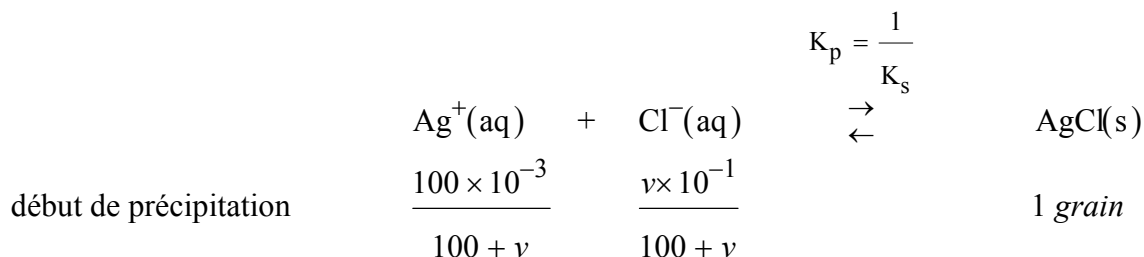 K_p = 1/K_s
Ag⁺(aq) + Cl⁻(aq) →← AgCl(s)
début de précipitation (100 × 10⁻³)/(100 + v) (v× 10⁻¹)/(100 + v) 1 grain